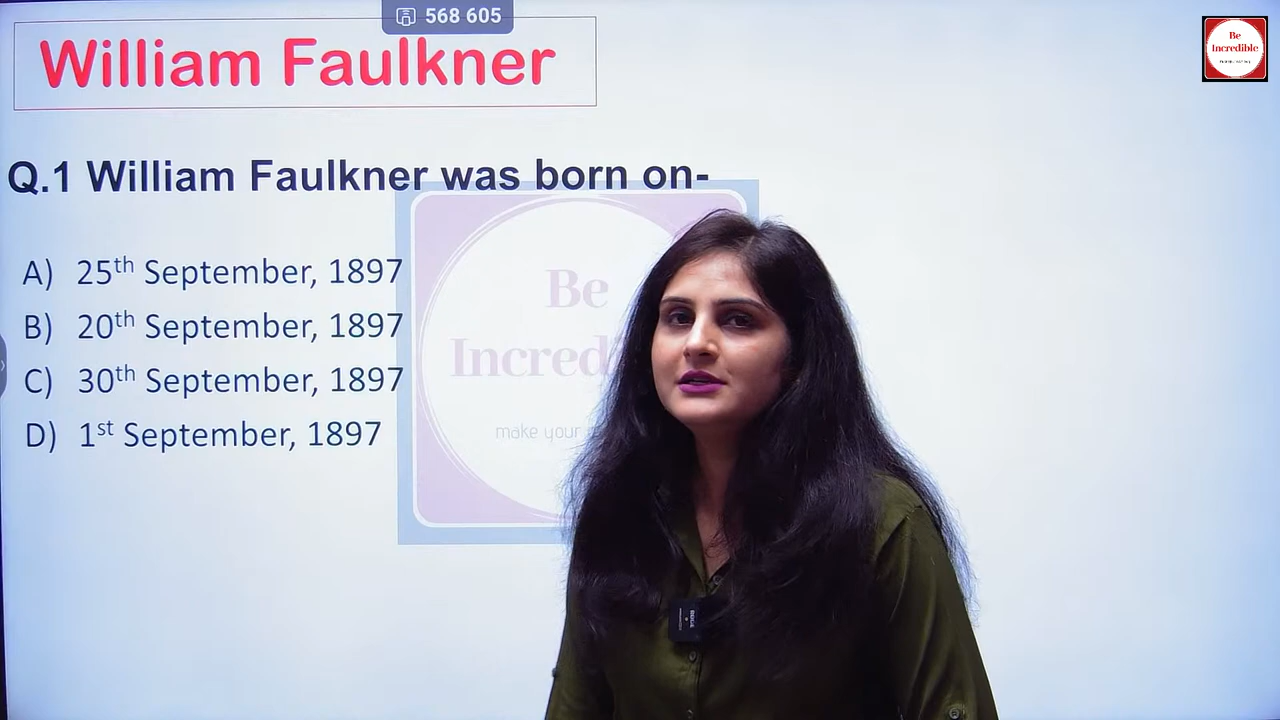 568 605
William Faulkner
Be
Incredible
Q.1 William Faulkner was born on-
A) 25th September, 1897
B) 20th September, 1897
C) 30th September, 1897
D) 1st September, 1897
Be
make your